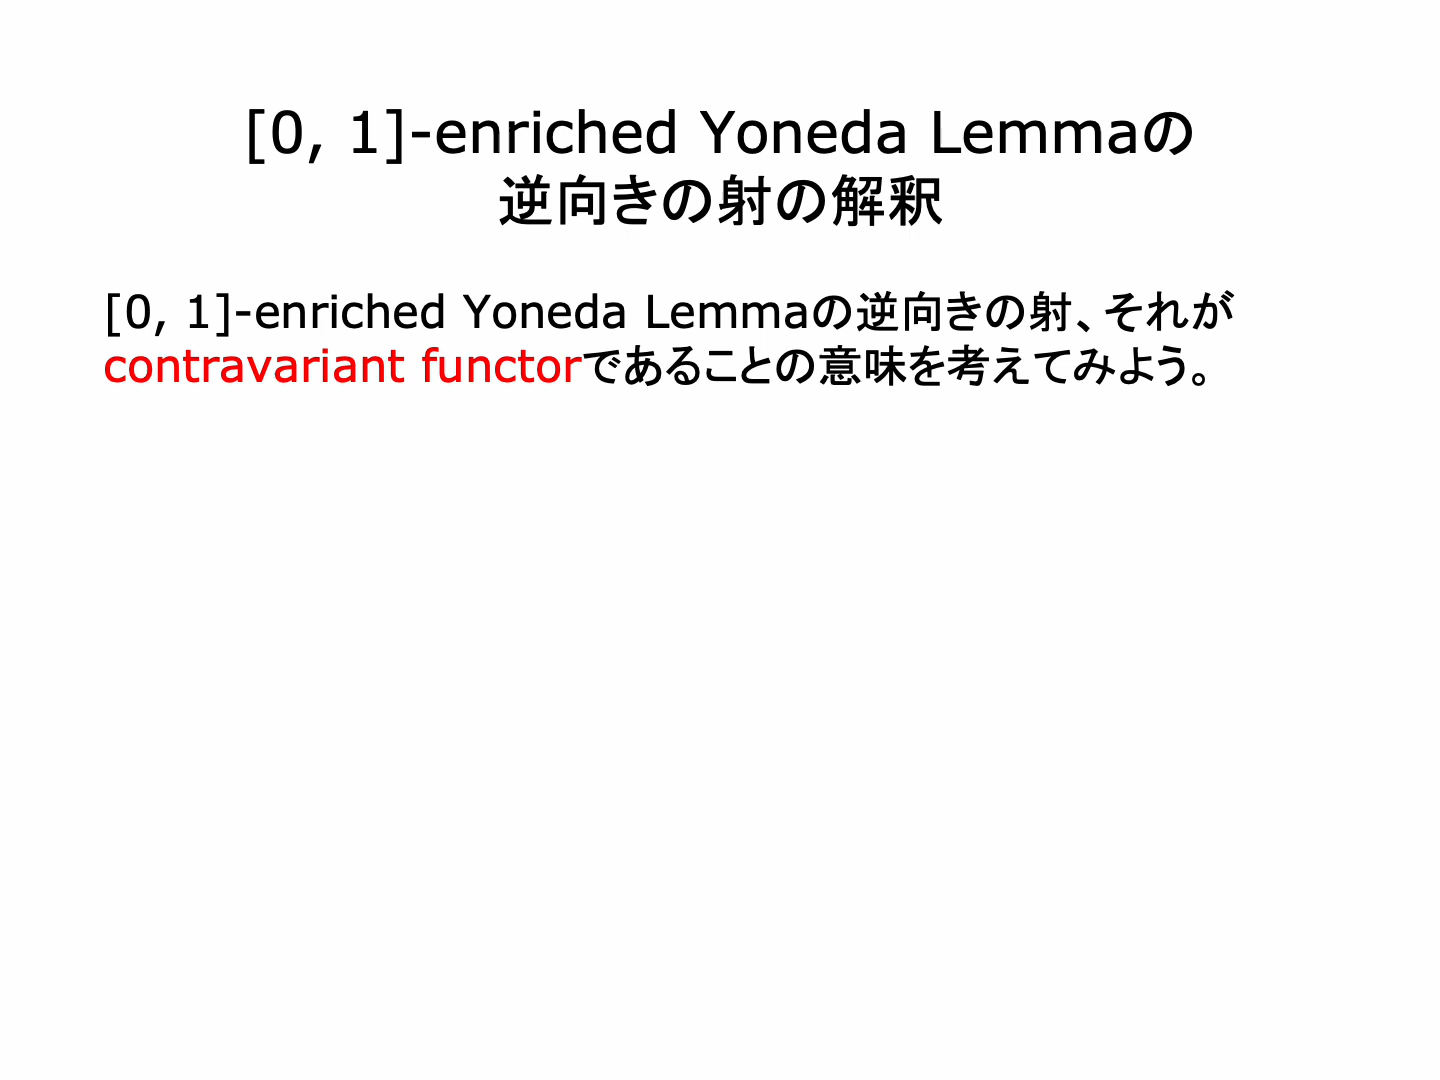 [0, 1]-enriched Yoneda Lemmaの
逆向きの射の解釈
[0, 1]-enriched Yoneda Lemmaの逆向きの射、それが
contravariant functorであることの意味を考えてみよう。